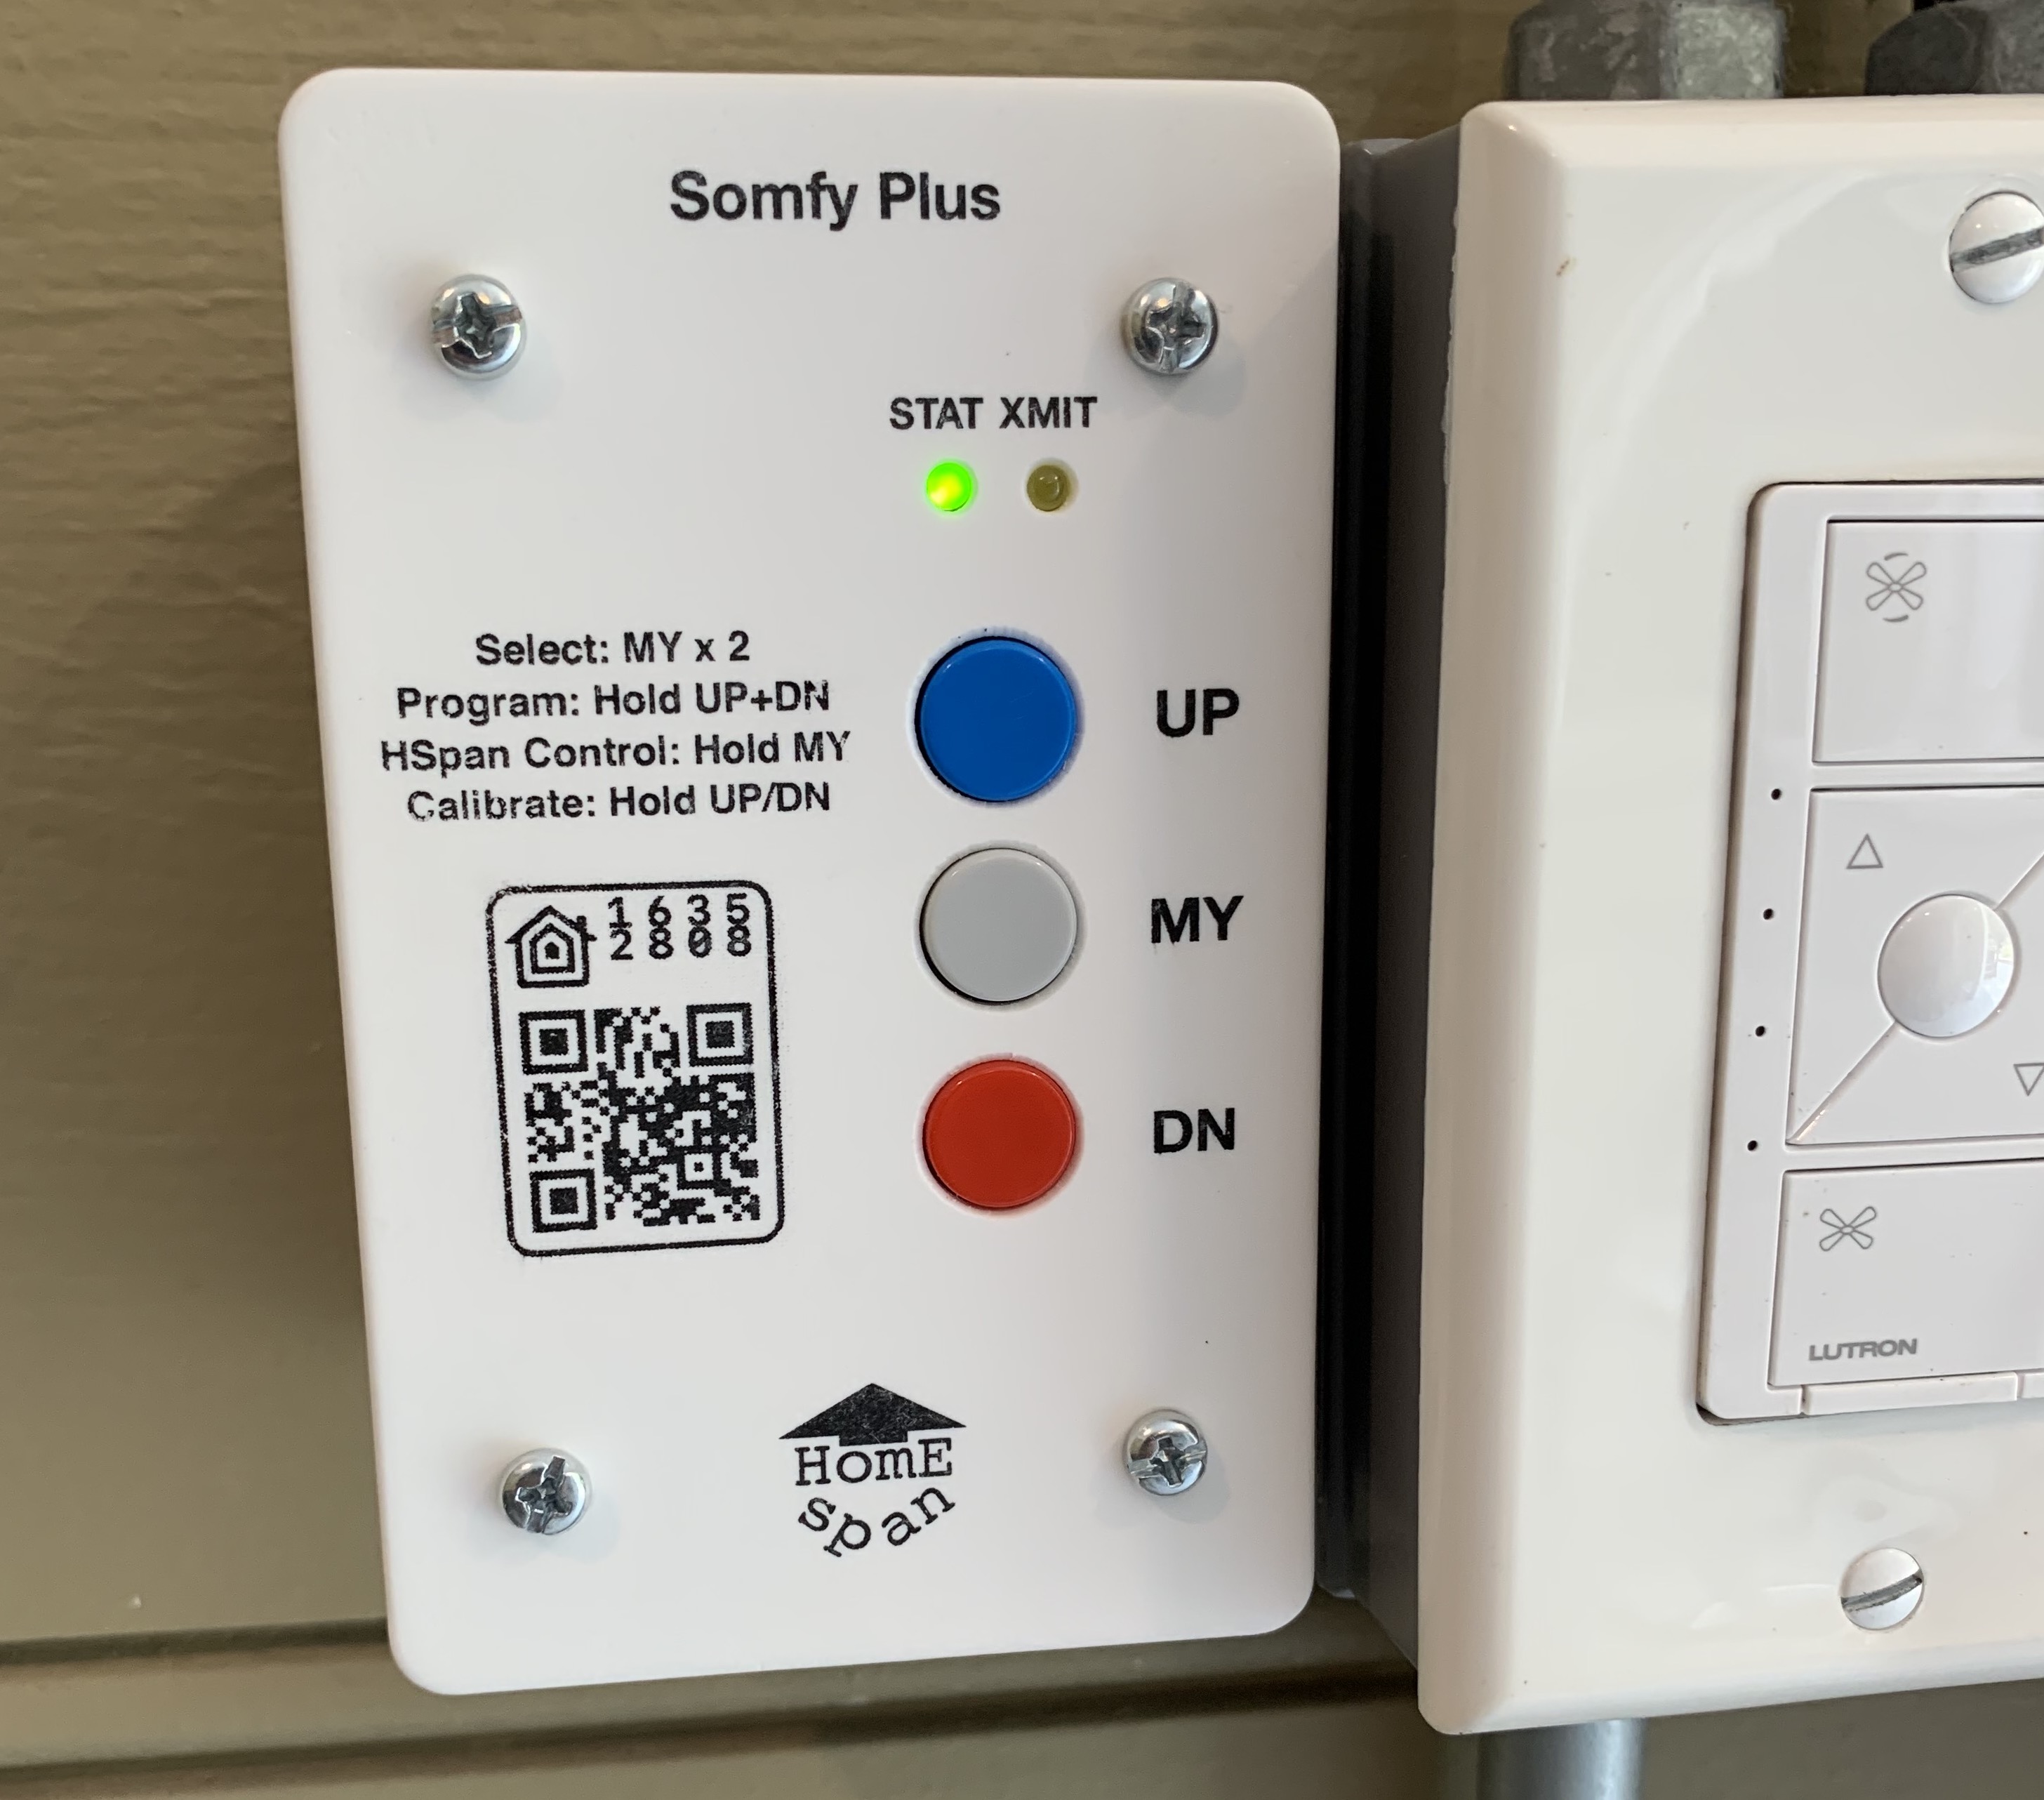 Somfy Plus
STAT XMIT
Select: MY x 2
Program: Hold UP+DN
HSpan Control: Hold MY
Calibrate: Hold UP/DN
UP
MY
DN
1635
2808
HomE
span
LUTRON